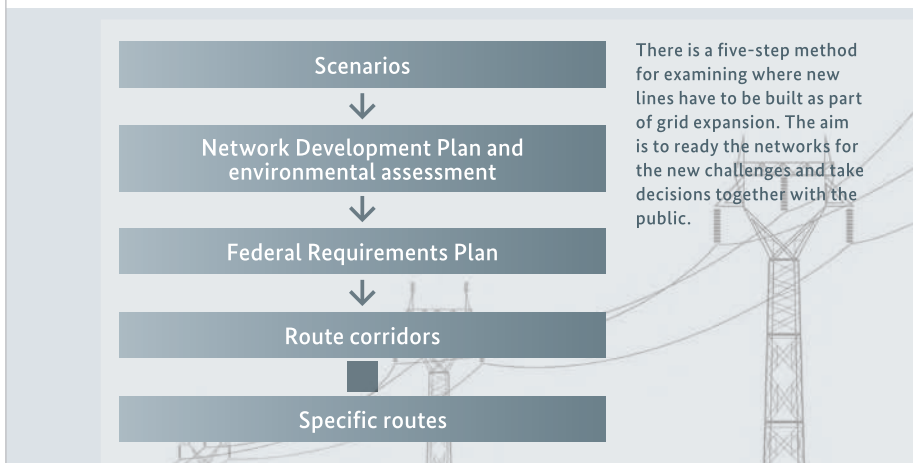 Scenarios
Network Development Plan and
environmental assessment
Federal Requirements Plan
Route corridors
Specific routes
There is a five-step method
for examining where new
lines have to be built as part
of grid expansion. The aim
is to ready the networks for
the new challenges and take
decisions together with the
public.